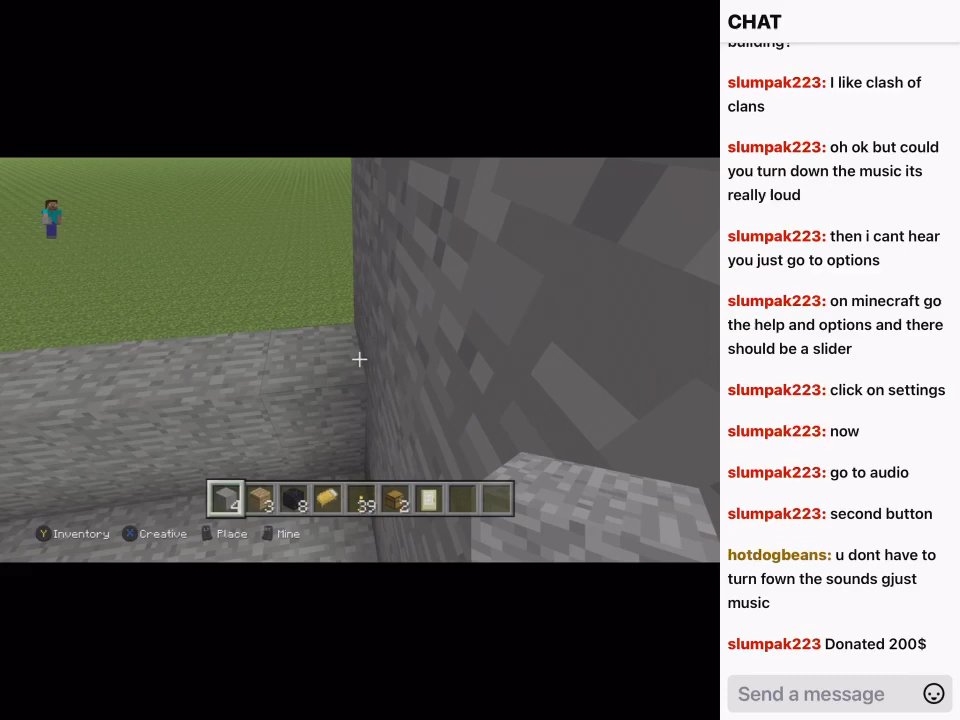 CHAT
building?
slumpak223: I like clash of
clans
slumpak223: oh ok but could
you turn down the music its
really loud
slumpak223: then i cant hear
you just go to options
slumpak223: on minecraft go
the help and options and there
should be a slider
slumpak223: click on settings
slumpak223: now
slumpak223: go to audio
slumpak223: second button
hotdogbeans: u dont have to
turn fown the sounds gjust
music
slumpak223 Donated 200$
Send a message
4 3 8 39 2
Y Inventory X Creative Place Mine